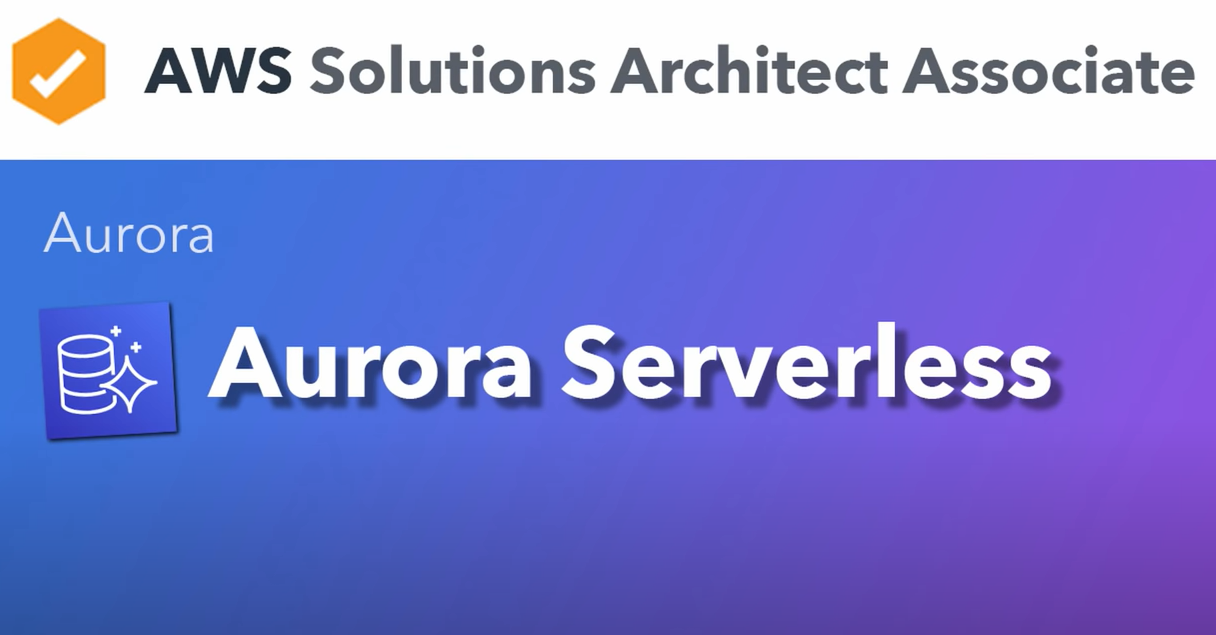 AWS Solutions Architect Associate
Aurora
Aurora Serverless